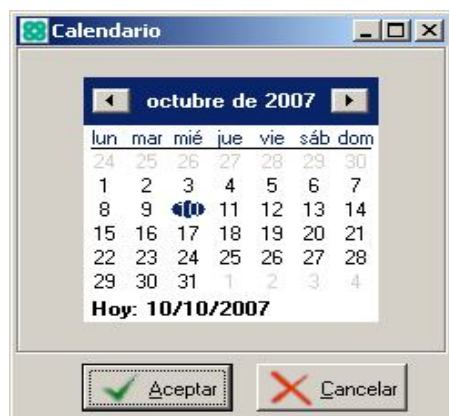 Calendario
octubre de 2007
lun mar mié jue vie sáb dom
24 25 26 27 28 29 30
1 2 3 4 5 6 7
8 9 10 11 12 13 14
15 16 17 18 19 20 21
22 23 24 25 26 27 28
29 30 31 1 2 3 4
Hoy: 10/10/2007
Aceptar Cancelar